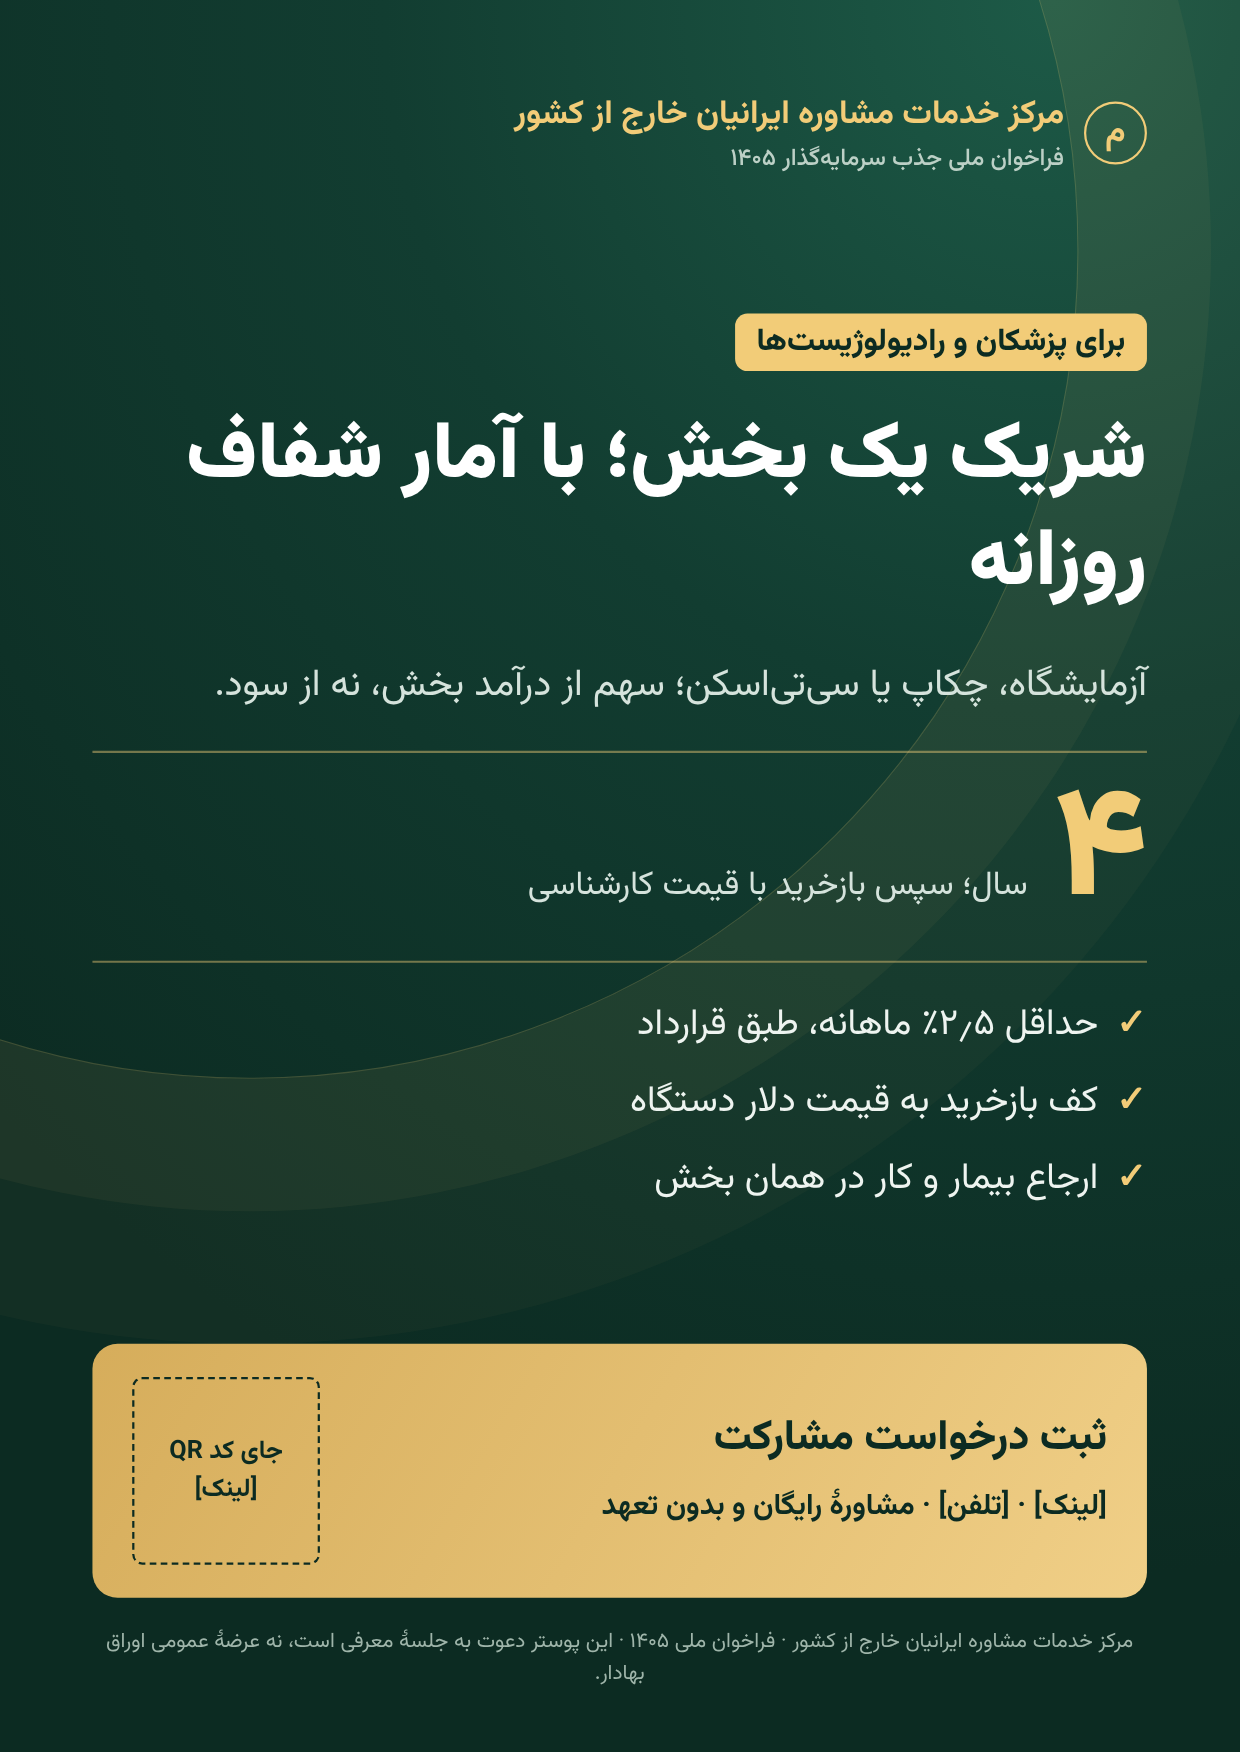 م
مرکز خدمات مشاوره ایرانیان خارج از کشور
فراخوان ملی جذب سرمایه‌گذار ۱۴۰۵
برای پزشکان و رادیولوژیست‌ها
شریک یک بخش؛ با آمار شفاف
روزانه
آزمایشگاه، چکاپ یا سی‌تی‌اسکن؛ سهم از درآمد بخش، نه از سود.
۴ سال؛ سپس بازخرید با قیمت کارشناسی
✓ حداقل ۲٫۵٪ ماهانه، طبق قرارداد
✓ کف بازخرید به قیمت دلار دستگاه
✓ ارجاع بیمار و کار در همان بخش
ثبت درخواست مشارکت
[لینک] · [تلفن] · مشاورهٔ رایگان و بدون تعهد
جای کد QR
[لینک]
مرکز خدمات مشاوره ایرانیان خارج از کشور · فراخوان ملی ۱۴۰۵ · این پوستر دعوت به جلسهٔ معرفی است، نه عرضهٔ عمومی اوراق
بهادار.